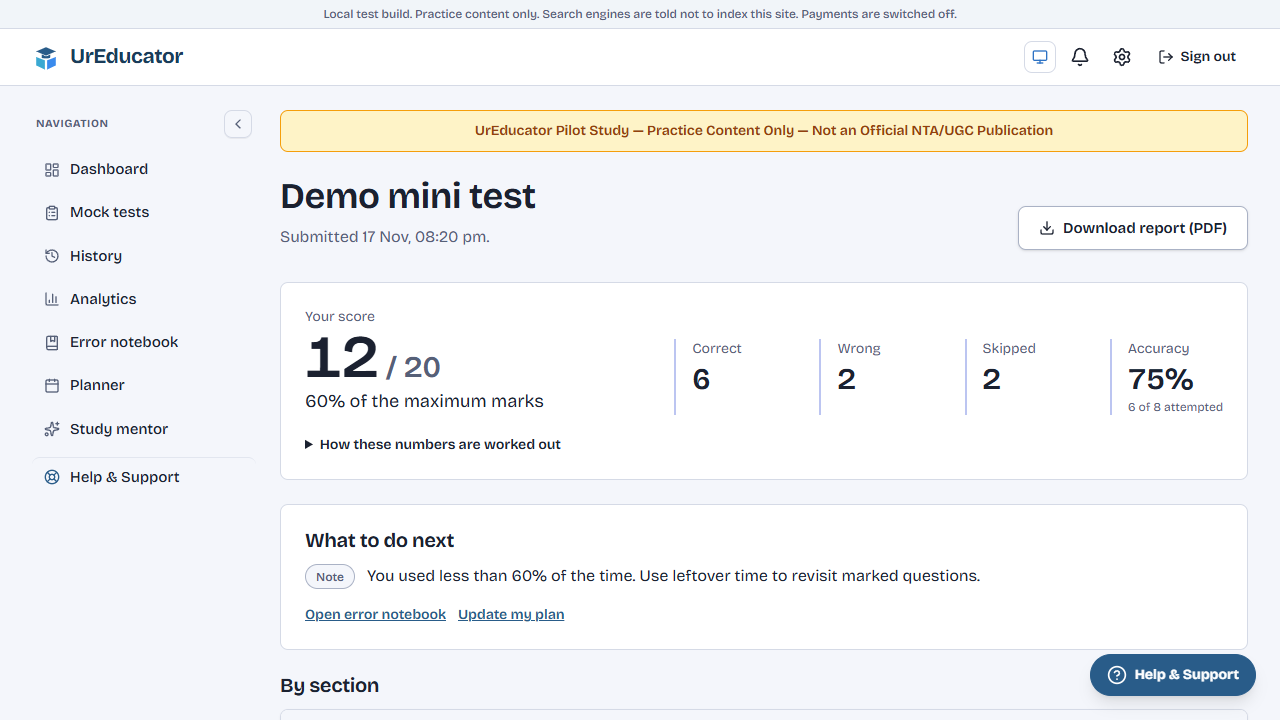 Local test build. Practice content only. Search engines are told not to index this site. Payments are switched off.
UrEducator
Sign out
NAVIGATION
Dashboard
Mock tests
History
Analytics
Error notebook
Planner
Study mentor
Help & Support
UrEducator Pilot Study — Practice Content Only — Not an Official NTA/UGC Publication
Demo mini test
Submitted 17 Nov, 08:20 pm.
Download report (PDF)
Your score
12 / 20
60% of the maximum marks
Correct
6
Wrong
2
Skipped
2
Accuracy
75%
6 of 8 attempted
How these numbers are worked out
What to do next
Note You used less than 60% of the time. Use leftover time to revisit marked questions.
Open error notebook Update my plan
By section
Help & Support